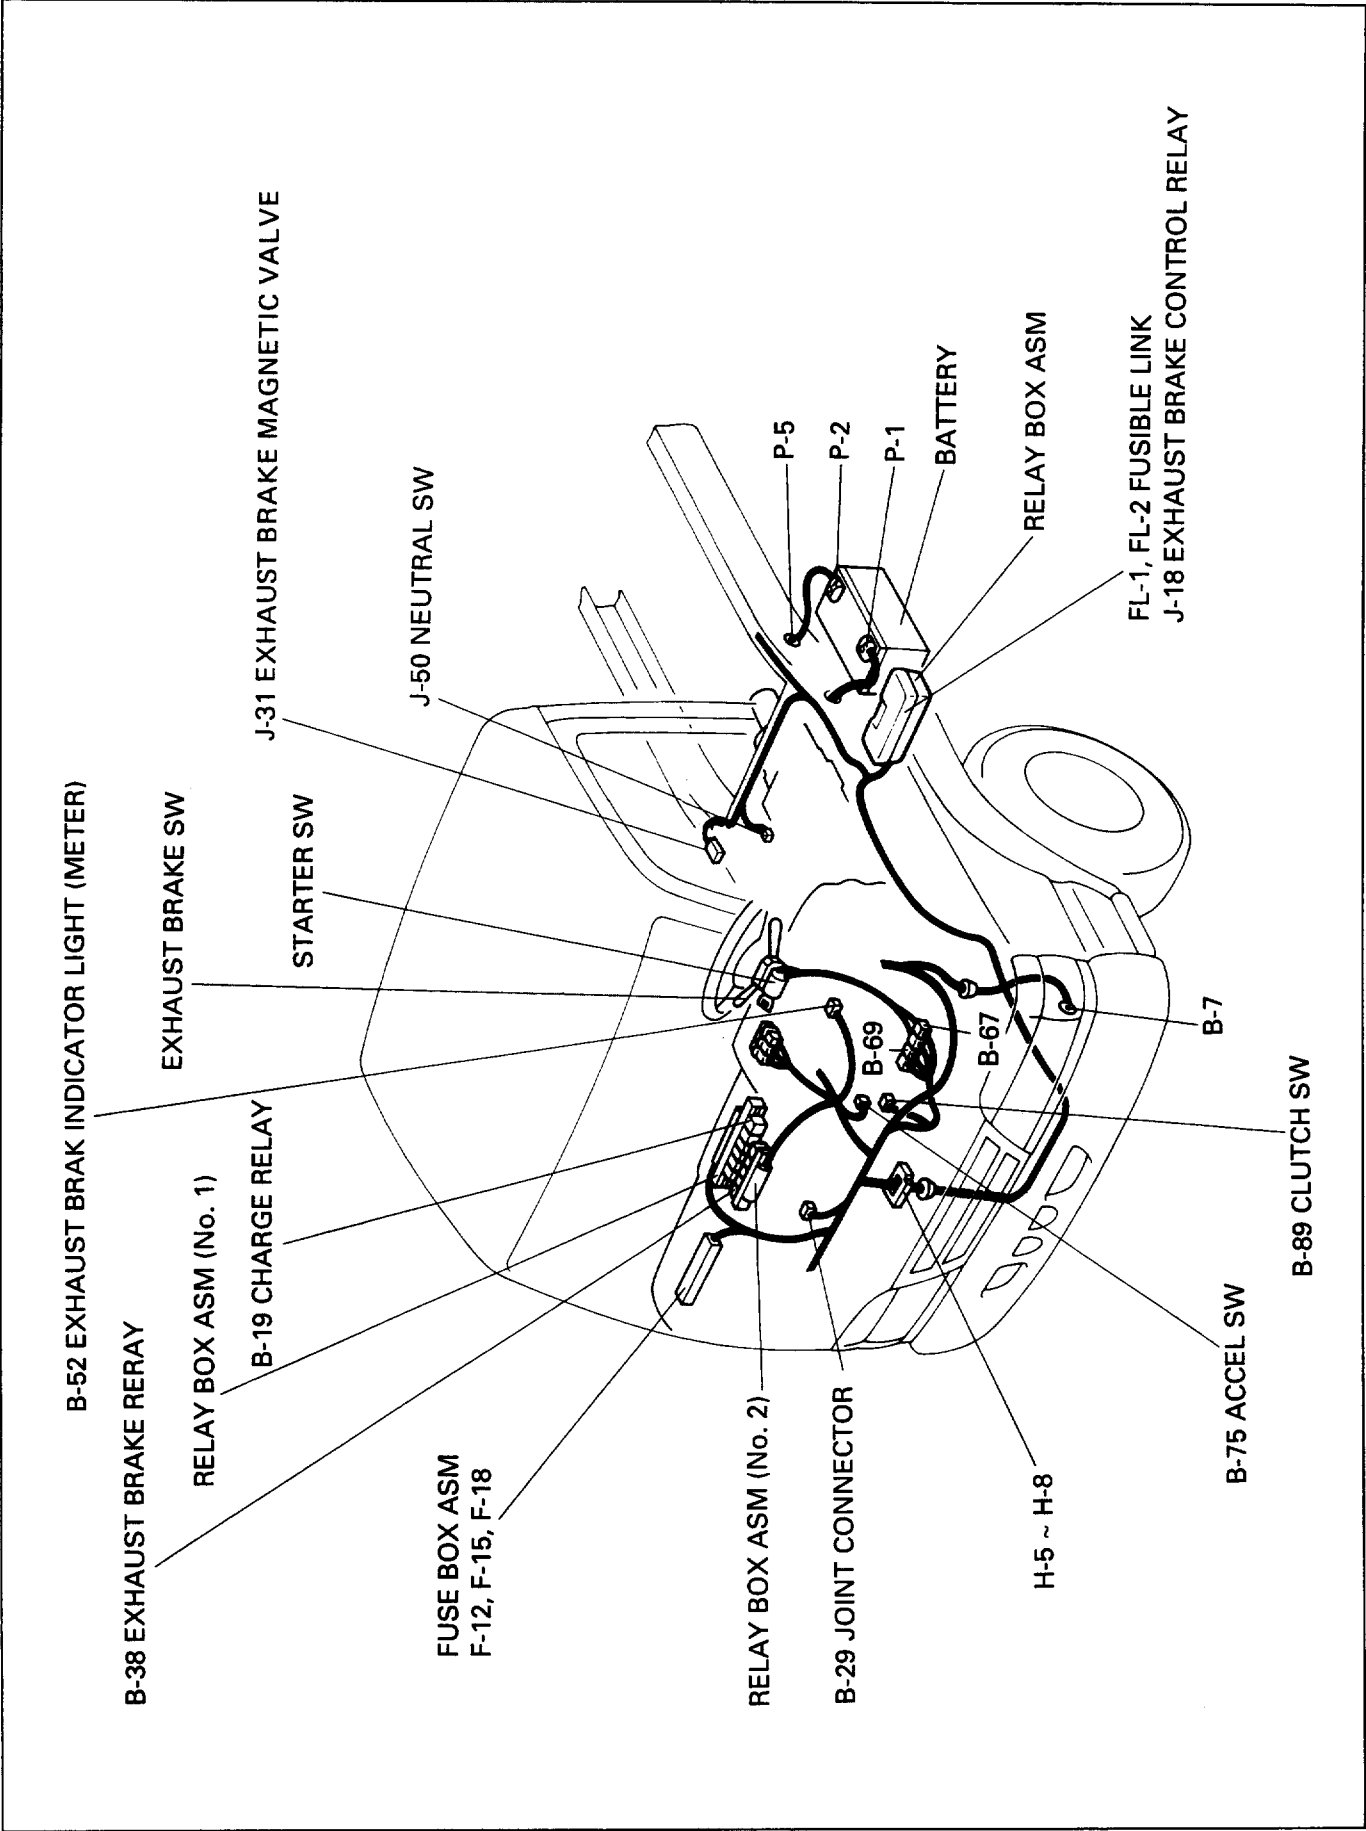 B-52 EXHAUST BRAK INDICATOR LIGHT (METER)
B-38 EXHAUST BRAKE RERAY
EXHAUST BRAKE SW
RELAY BOX ASM (No. 1)
B-19 CHARGE RELAY
STARTER SW
J-31 EXHAUST BRAKE MAGNETIC VALVE
J-50 NEUTRAL SW
FUSE BOX ASM
F-12, F-15, F-18
RELAY BOX ASM (No. 2)
B-29 JOINT CONNECTOR
P-5
P-2
P-1
BATTERY
B-69
B-67
RELAY BOX ASM
H-5 ~ H-8
FL-1, FL-2 FUSIBLE LINK
J-18 EXHAUST BRAKE CONTROL RELAY
B-7
B-75 ACCEL SW
B-89 CLUTCH SW